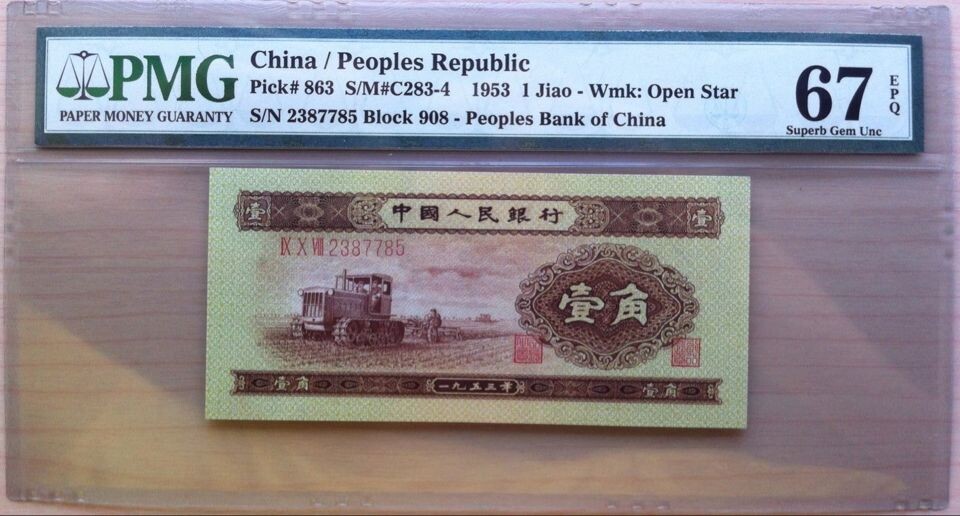 PMG
PAPER MONEY GUARANTY
China / Peoples Republic
Pick# 863 S/M#C283-4 1953 1 Jiao - Wmk: Open Star
S/N 2387785 Block 908 - Peoples Bank of China
67
EPQ
Superb Gem Unc
壹 中國人民銀行 壹
Ⅸ Ⅹ Ⅷ 2387785
壹角
壹角 一九五三年 壹角